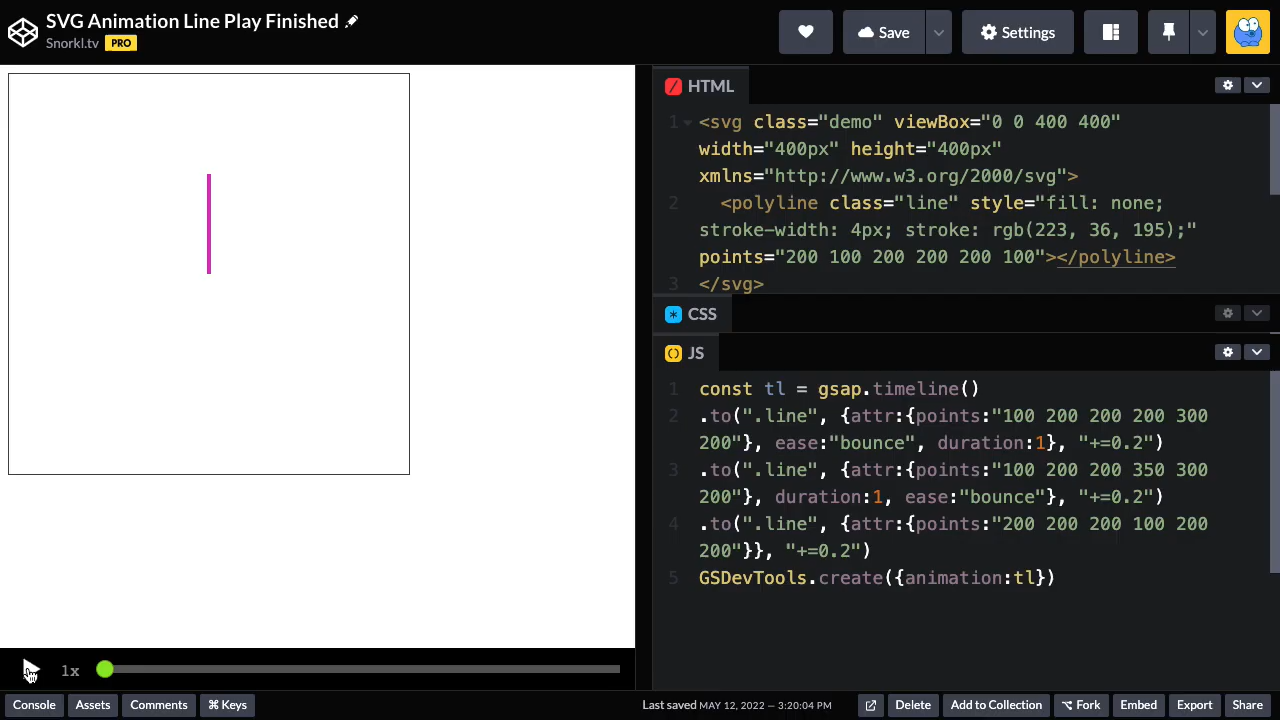 SVG Animation Line Play Finished
Snorkl.tv PRO
Save
Settings
HTML
1 <svg class="demo" viewBox="0 0 400 400"
width="400px" height="400px"
xmlns="http://www.w3.org/2000/svg">
2 <polyline class="line" style="fill: none;
stroke-width: 4px; stroke: rgb(223, 36, 195);"
points="200 100 200 200 200 100"></polyline>
3 </svg>
CSS
JS
1 const tl = gsap.timeline()
2 .to(".line", {attr:{points:"100 200 200 200 300
200"}, ease:"bounce", duration:1}, "+=0.2")
3 .to(".line", {attr:{points:"100 200 200 350 300
200"}, duration:1, ease:"bounce"}, "+=0.2")
4 .to(".line", {attr:{points:"200 200 200 100 200
200"}}, "+=0.2")
5 GSDevTools.create({animation:tl})
1x
Console Assets Comments ⌘ Keys
Last saved MAY 12, 2022 — 3:20:04 PM
Delete Add to Collection ⌥ Fork Embed Export Share